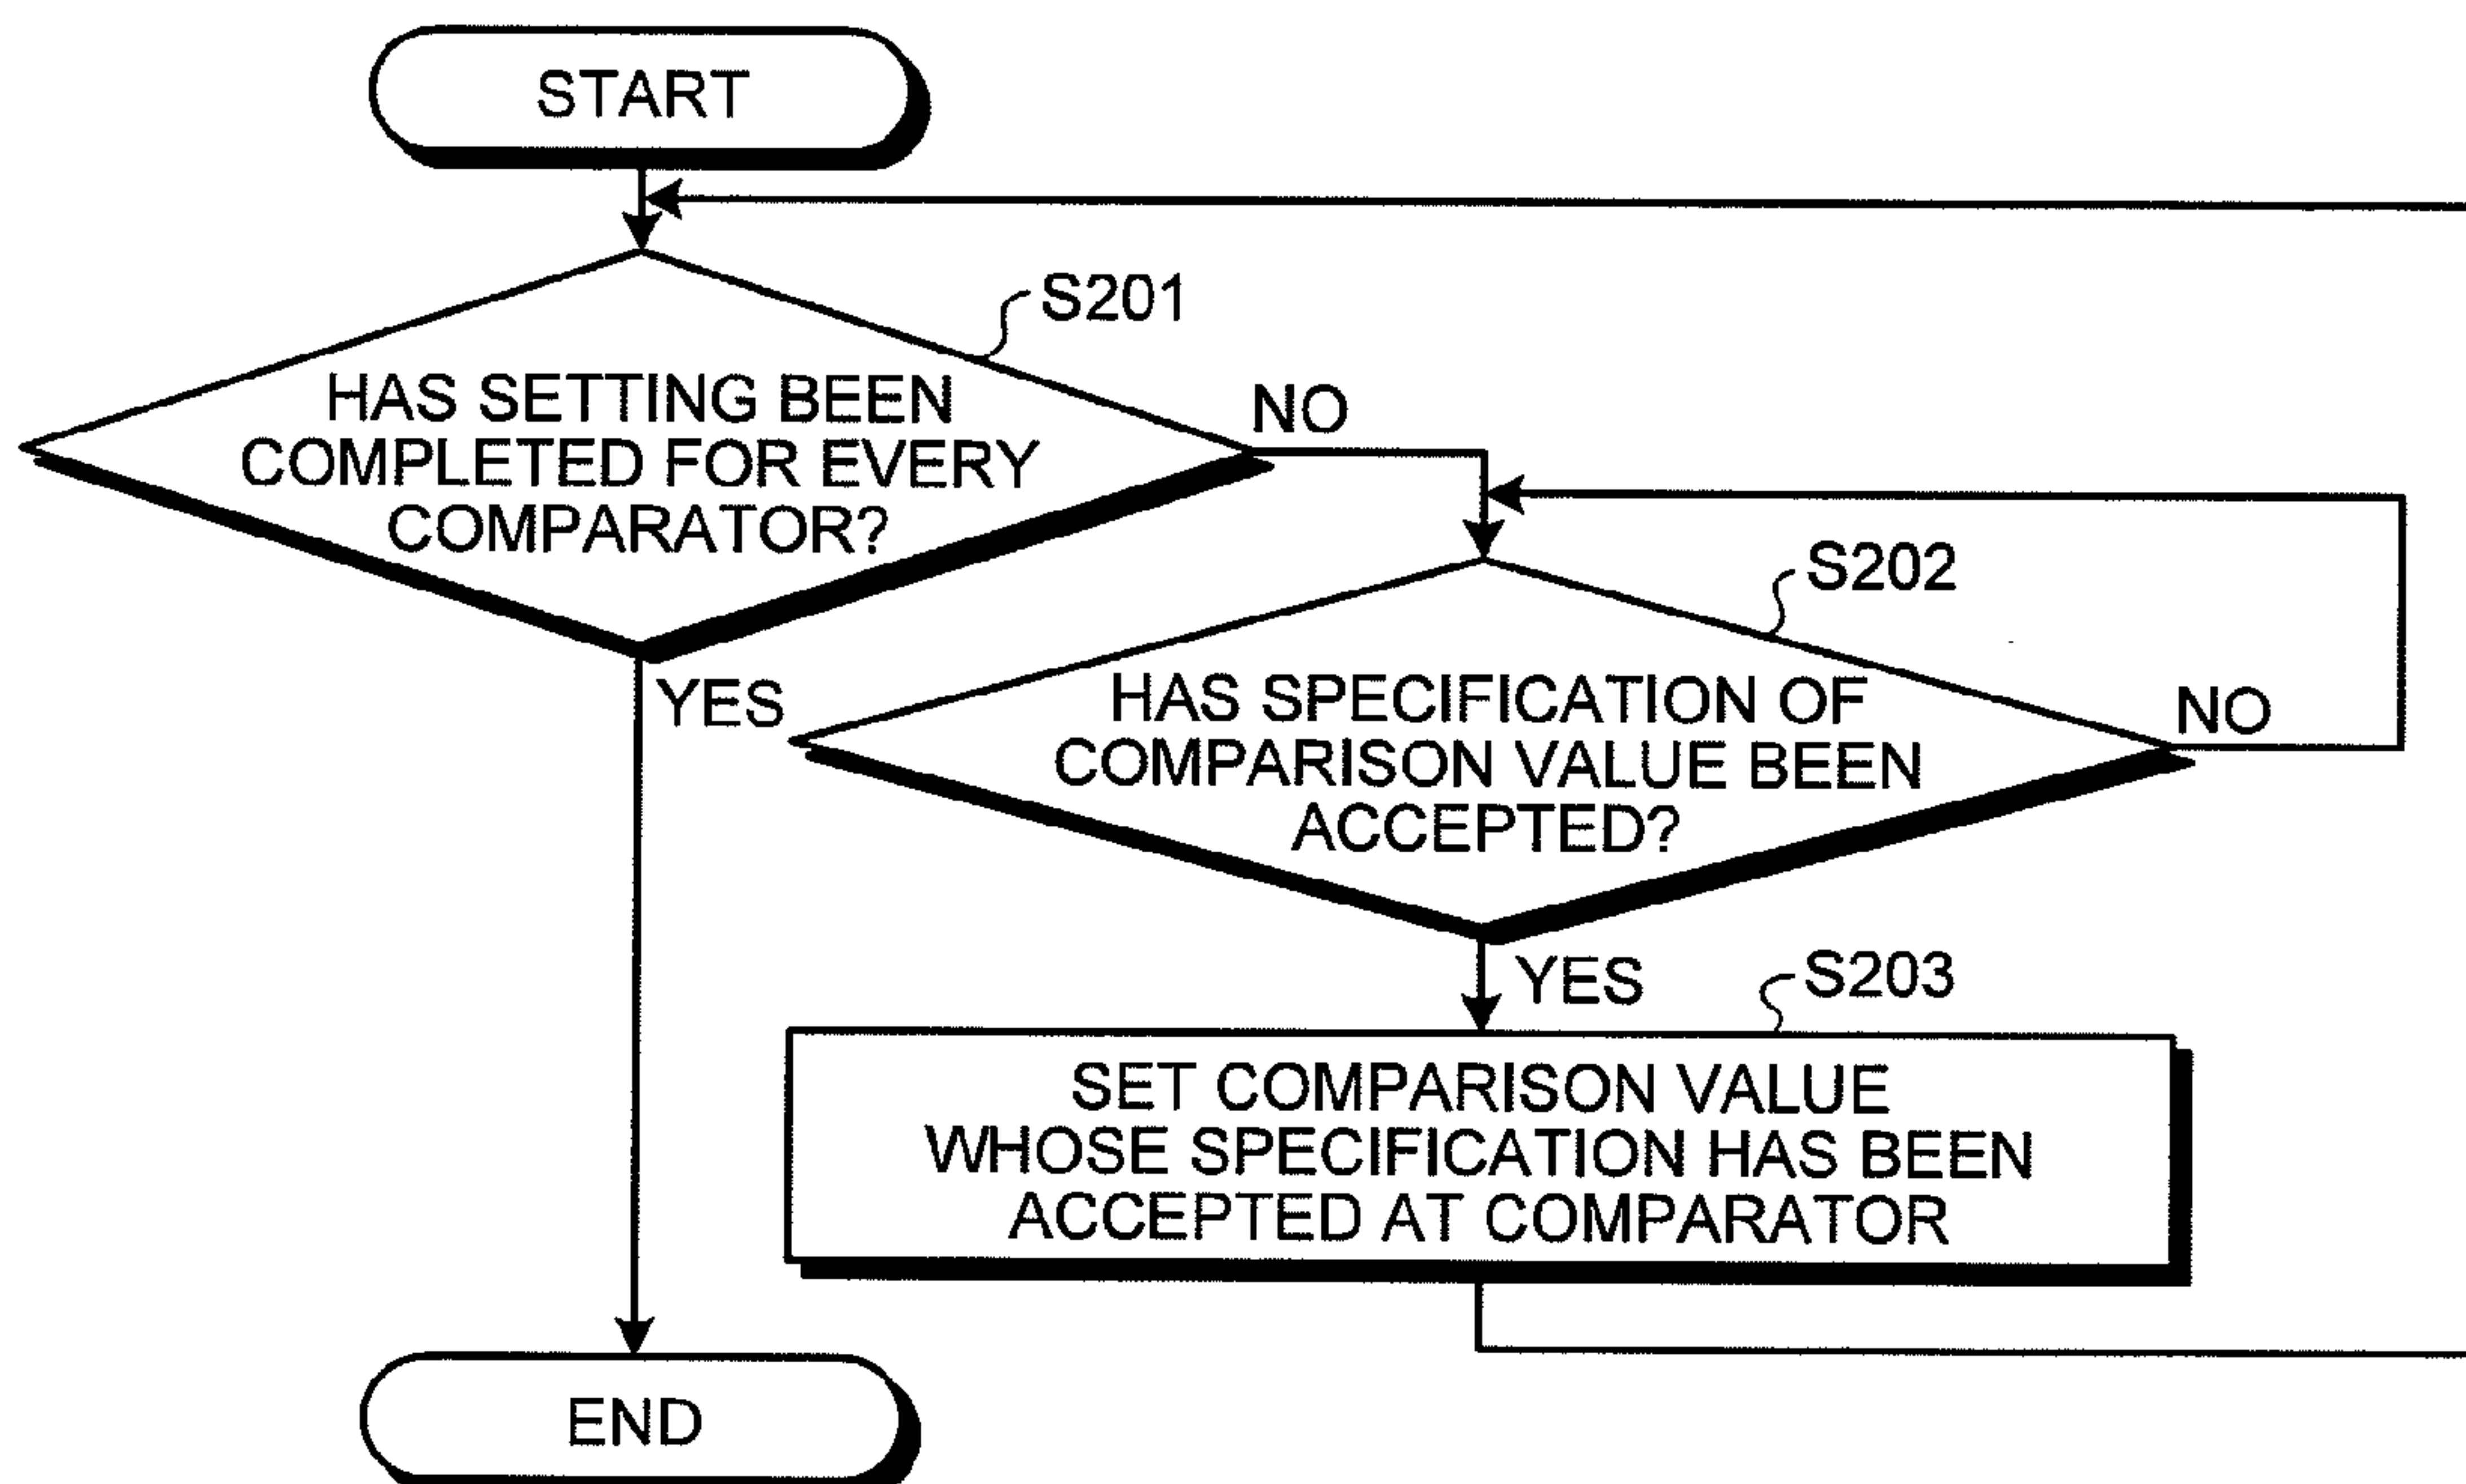 START
S201
HAS SETTING BEEN
COMPLETED FOR EVERY
COMPARATOR?
NO
YES
S202
HAS SPECIFICATION OF
COMPARISON VALUE BEEN
ACCEPTED?
NO
YES
S203
SET COMPARISON VALUE
WHOSE SPECIFICATION HAS BEEN
ACCEPTED AT COMPARATOR
END